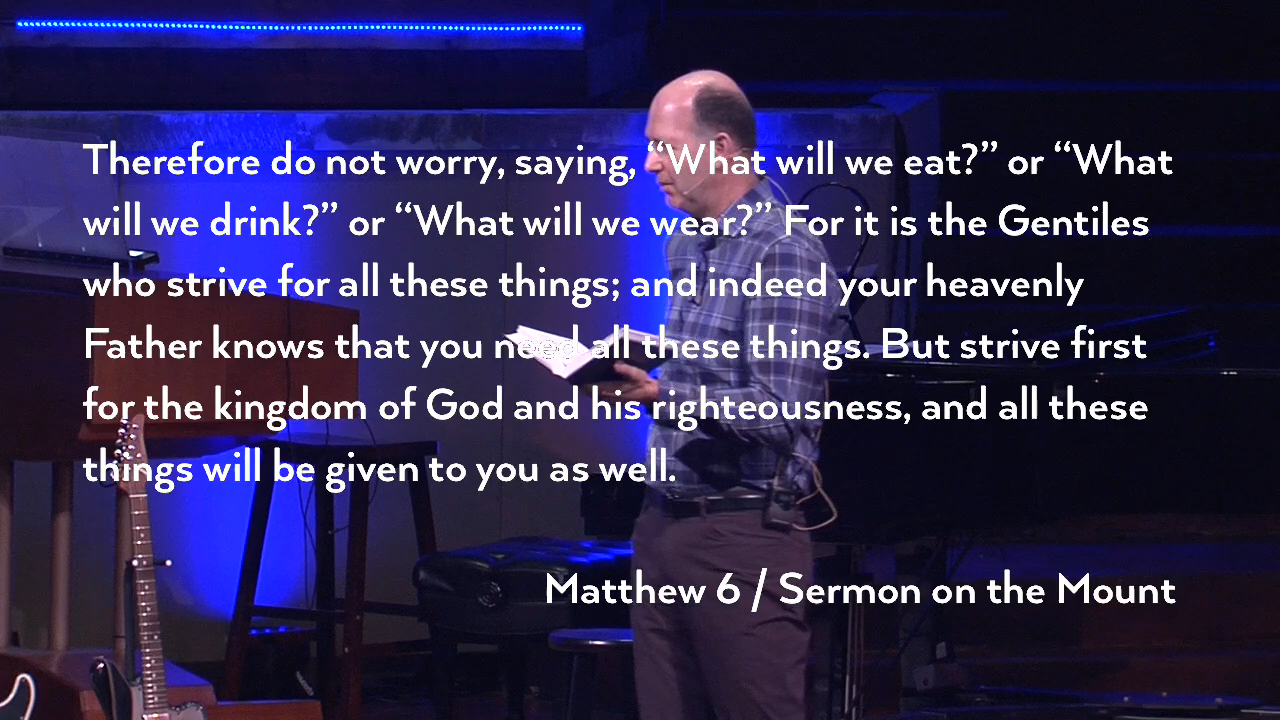 Therefore do not worry, saying, “What will we eat?” or “What
will we drink?” or “What will we wear?” For it is the Gentiles
who strive for all these things; and indeed your heavenly
Father knows that you need all these things. But strive first
for the kingdom of God and his righteousness, and all these
things will be given to you as well.
Matthew 6 / Sermon on the Mount